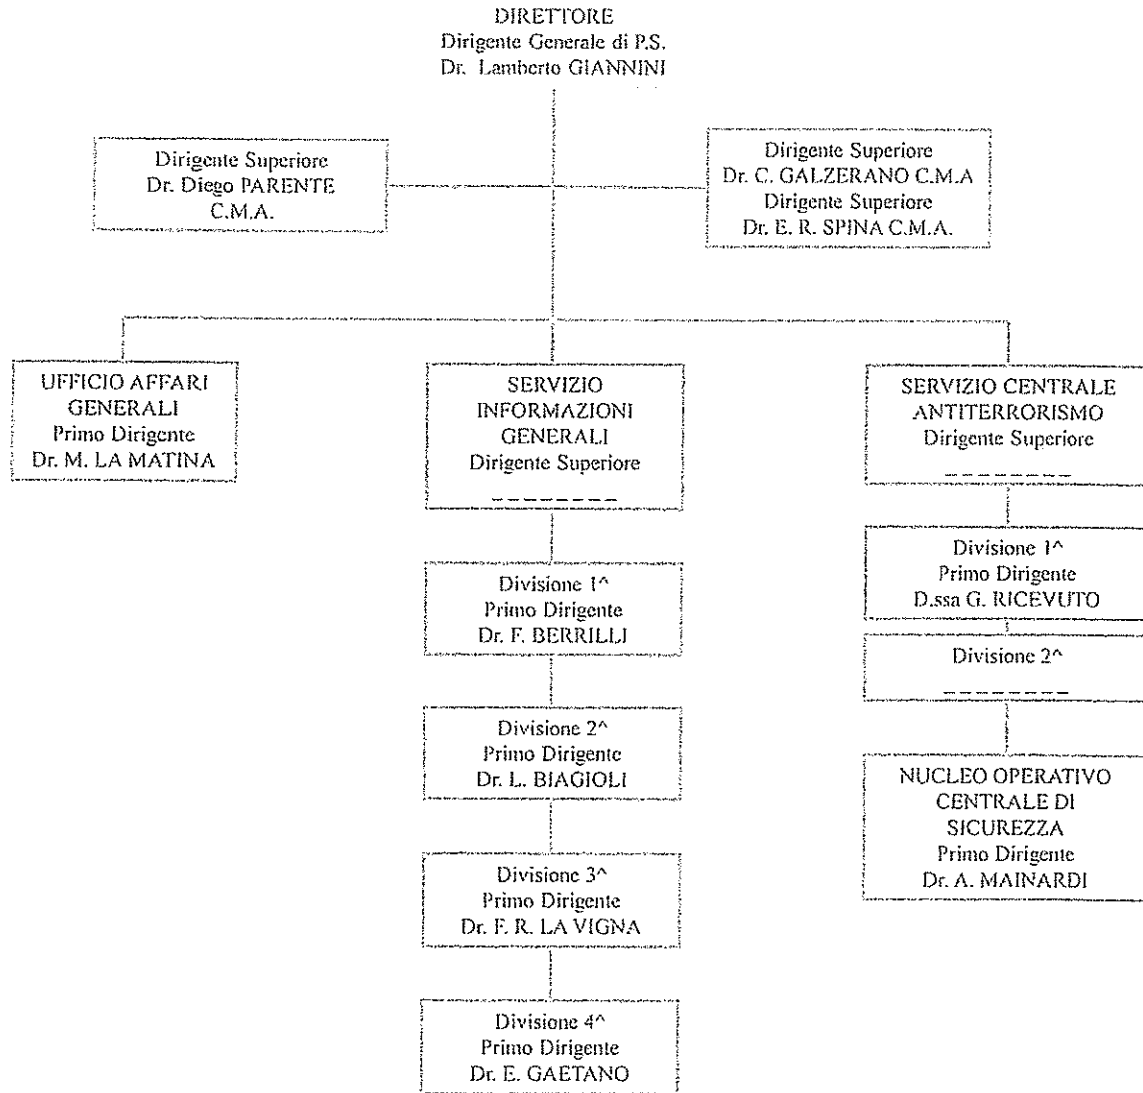 DIRETTORE
Dirigente Generale di P.S.
Dr. Lamberto GIANNINI
Dirigente Superiore
Dr. Diego PARENTE
C.M.A.
Dirigente Superiore
Dr. C. GALZERANO C.M.A
Dirigente Superiore
Dr. E. R. SPINA C.M.A.
UFFICIO AFFARI
GENERALI
Primo Dirigente
Dr. M. LA MATINA
SERVIZIO
INFORMAZIONI
GENERALI
Dirigente Superiore
_ _ _ _ _ _ _ _
Divisione 1^
Primo Dirigente
Dr. F. BERRILLI
Divisione 2^
Primo Dirigente
Dr. L. BIAGIOLI
Divisione 3^
Primo Dirigente
Dr. F. R. LA VIGNA
Divisione 4^
Primo Dirigente
Dr. E. GAETANO
SERVIZIO CENTRALE
ANTITERRORISMO
Dirigente Superiore
_ _ _ _ _ _ _ _
Divisione 1^
Primo Dirigente
D.ssa G. RICEVUTO
Divisione 2^
_ _ _ _ _ _ _ _
NUCLEO OPERATIVO
CENTRALE DI
SICUREZZA
Primo Dirigente
Dr. A. MAINARDI